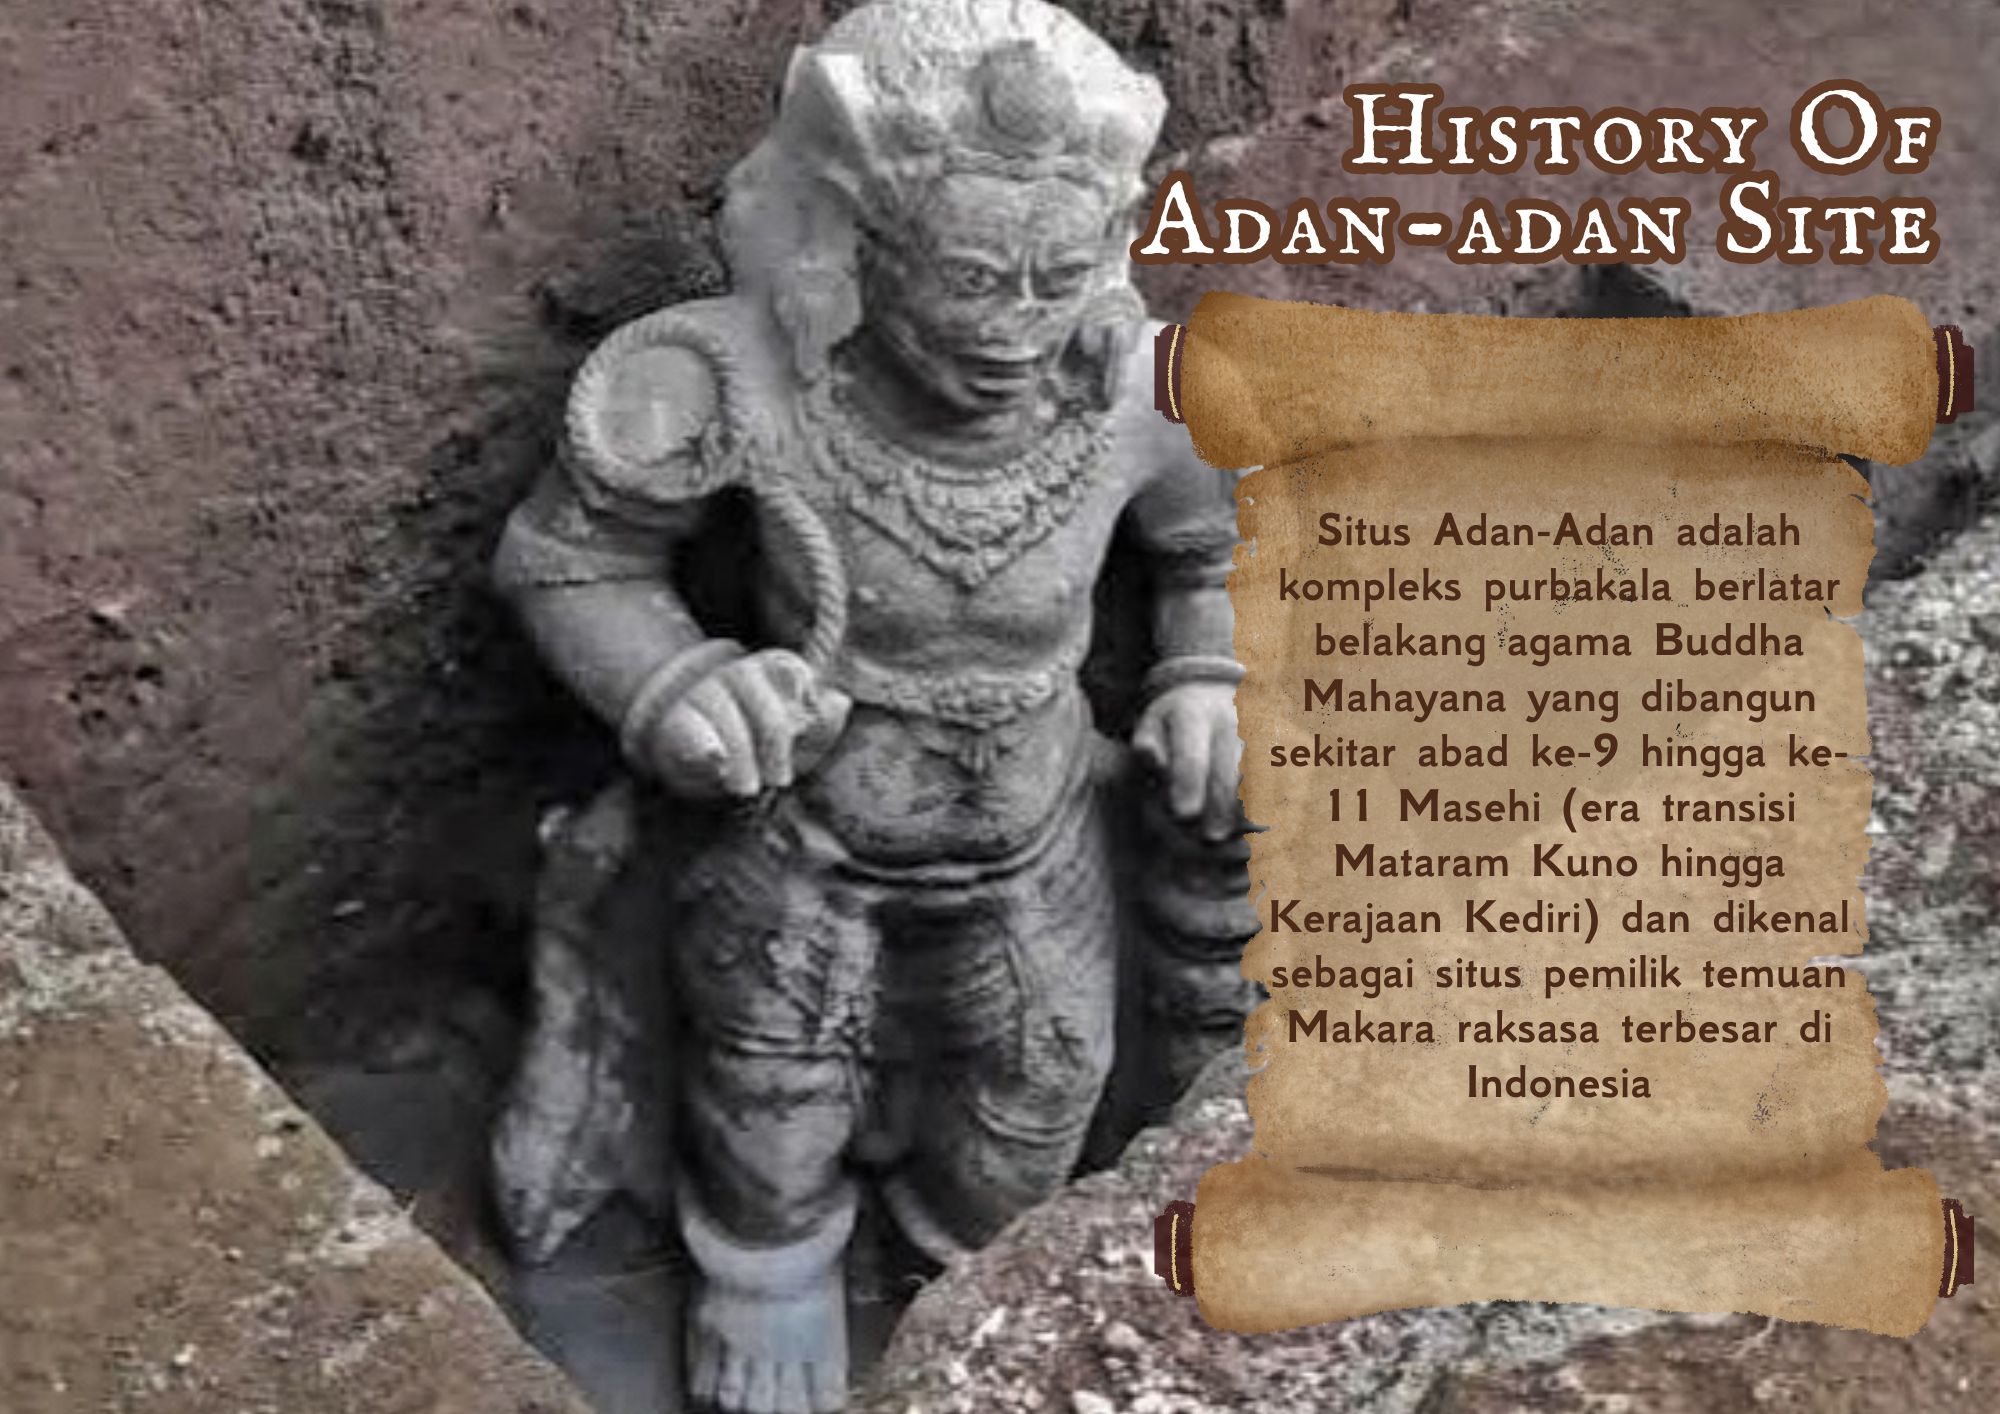 History Of
Adan-adan Site
Situs Adan-Adan adalah
kompleks purbakala berlatar
belakang agama Buddha
Mahayana yang dibangun
sekitar abad ke-9 hingga ke-
11 Masehi (era transisi
Mataram Kuno hingga
Kerajaan Kediri) dan dikenal
sebagai situs pemilik temuan
Makara raksasa terbesar di
Indonesia